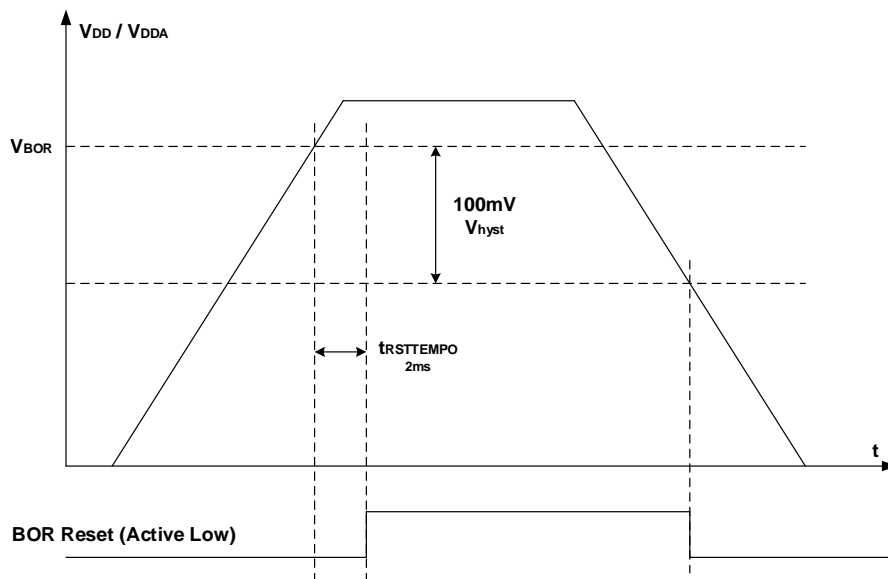 VDD / VDDA
VBOR
100mV
Vhyst
tRSTTEMPO
2ms
t
BOR Reset (Active Low)